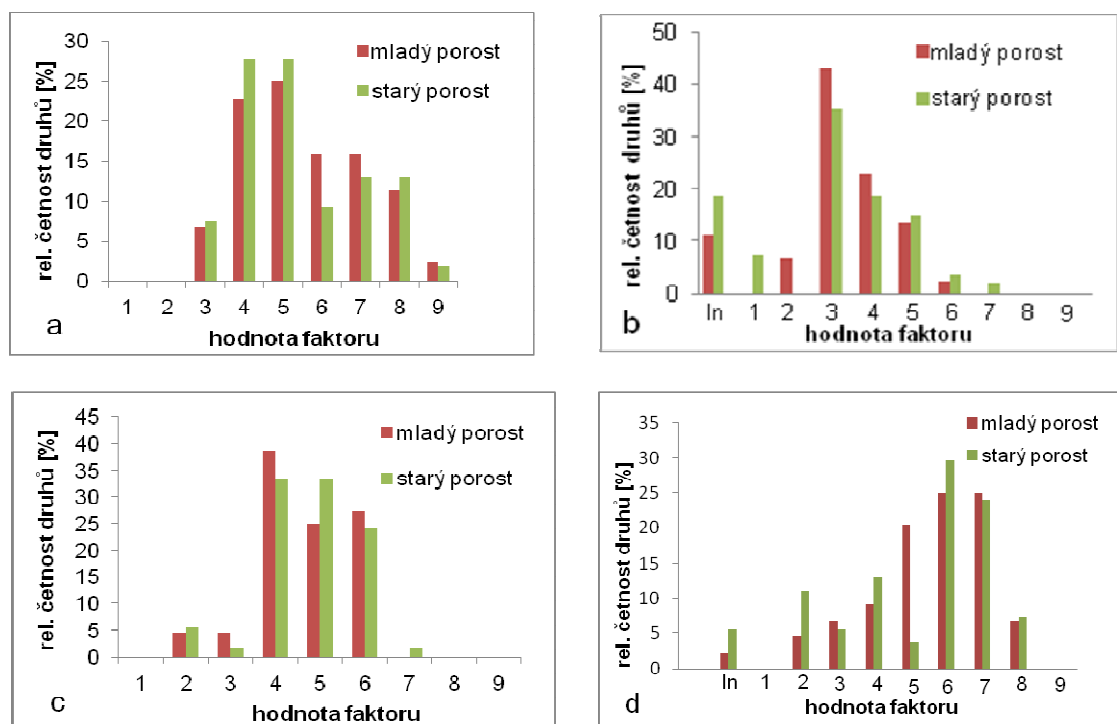 30
25
20
15
10
5
0
rel. četnost druhů [%]
mladý porost
starý porost
1 2 3 4 5 6 7 8 9
a
hodnota faktoru
50
40
30
20
10
0
rel. četnost druhů [%]
mladý porost
starý porost
In 1 2 3 4 5 6 7 8 9
b
hodnota faktoru
45
40
35
30
25
20
15
10
5
0
rel. četnost druhů [%]
mladý porost
starý porost
1 2 3 4 5 6 7 8 9
c
hodnota faktoru
35
30
25
20
15
10
5
0
rel. četnost druhů [%]
mladý porost
starý porost
In 1 2 3 4 5 6 7 8 9
d
hodnota faktoru